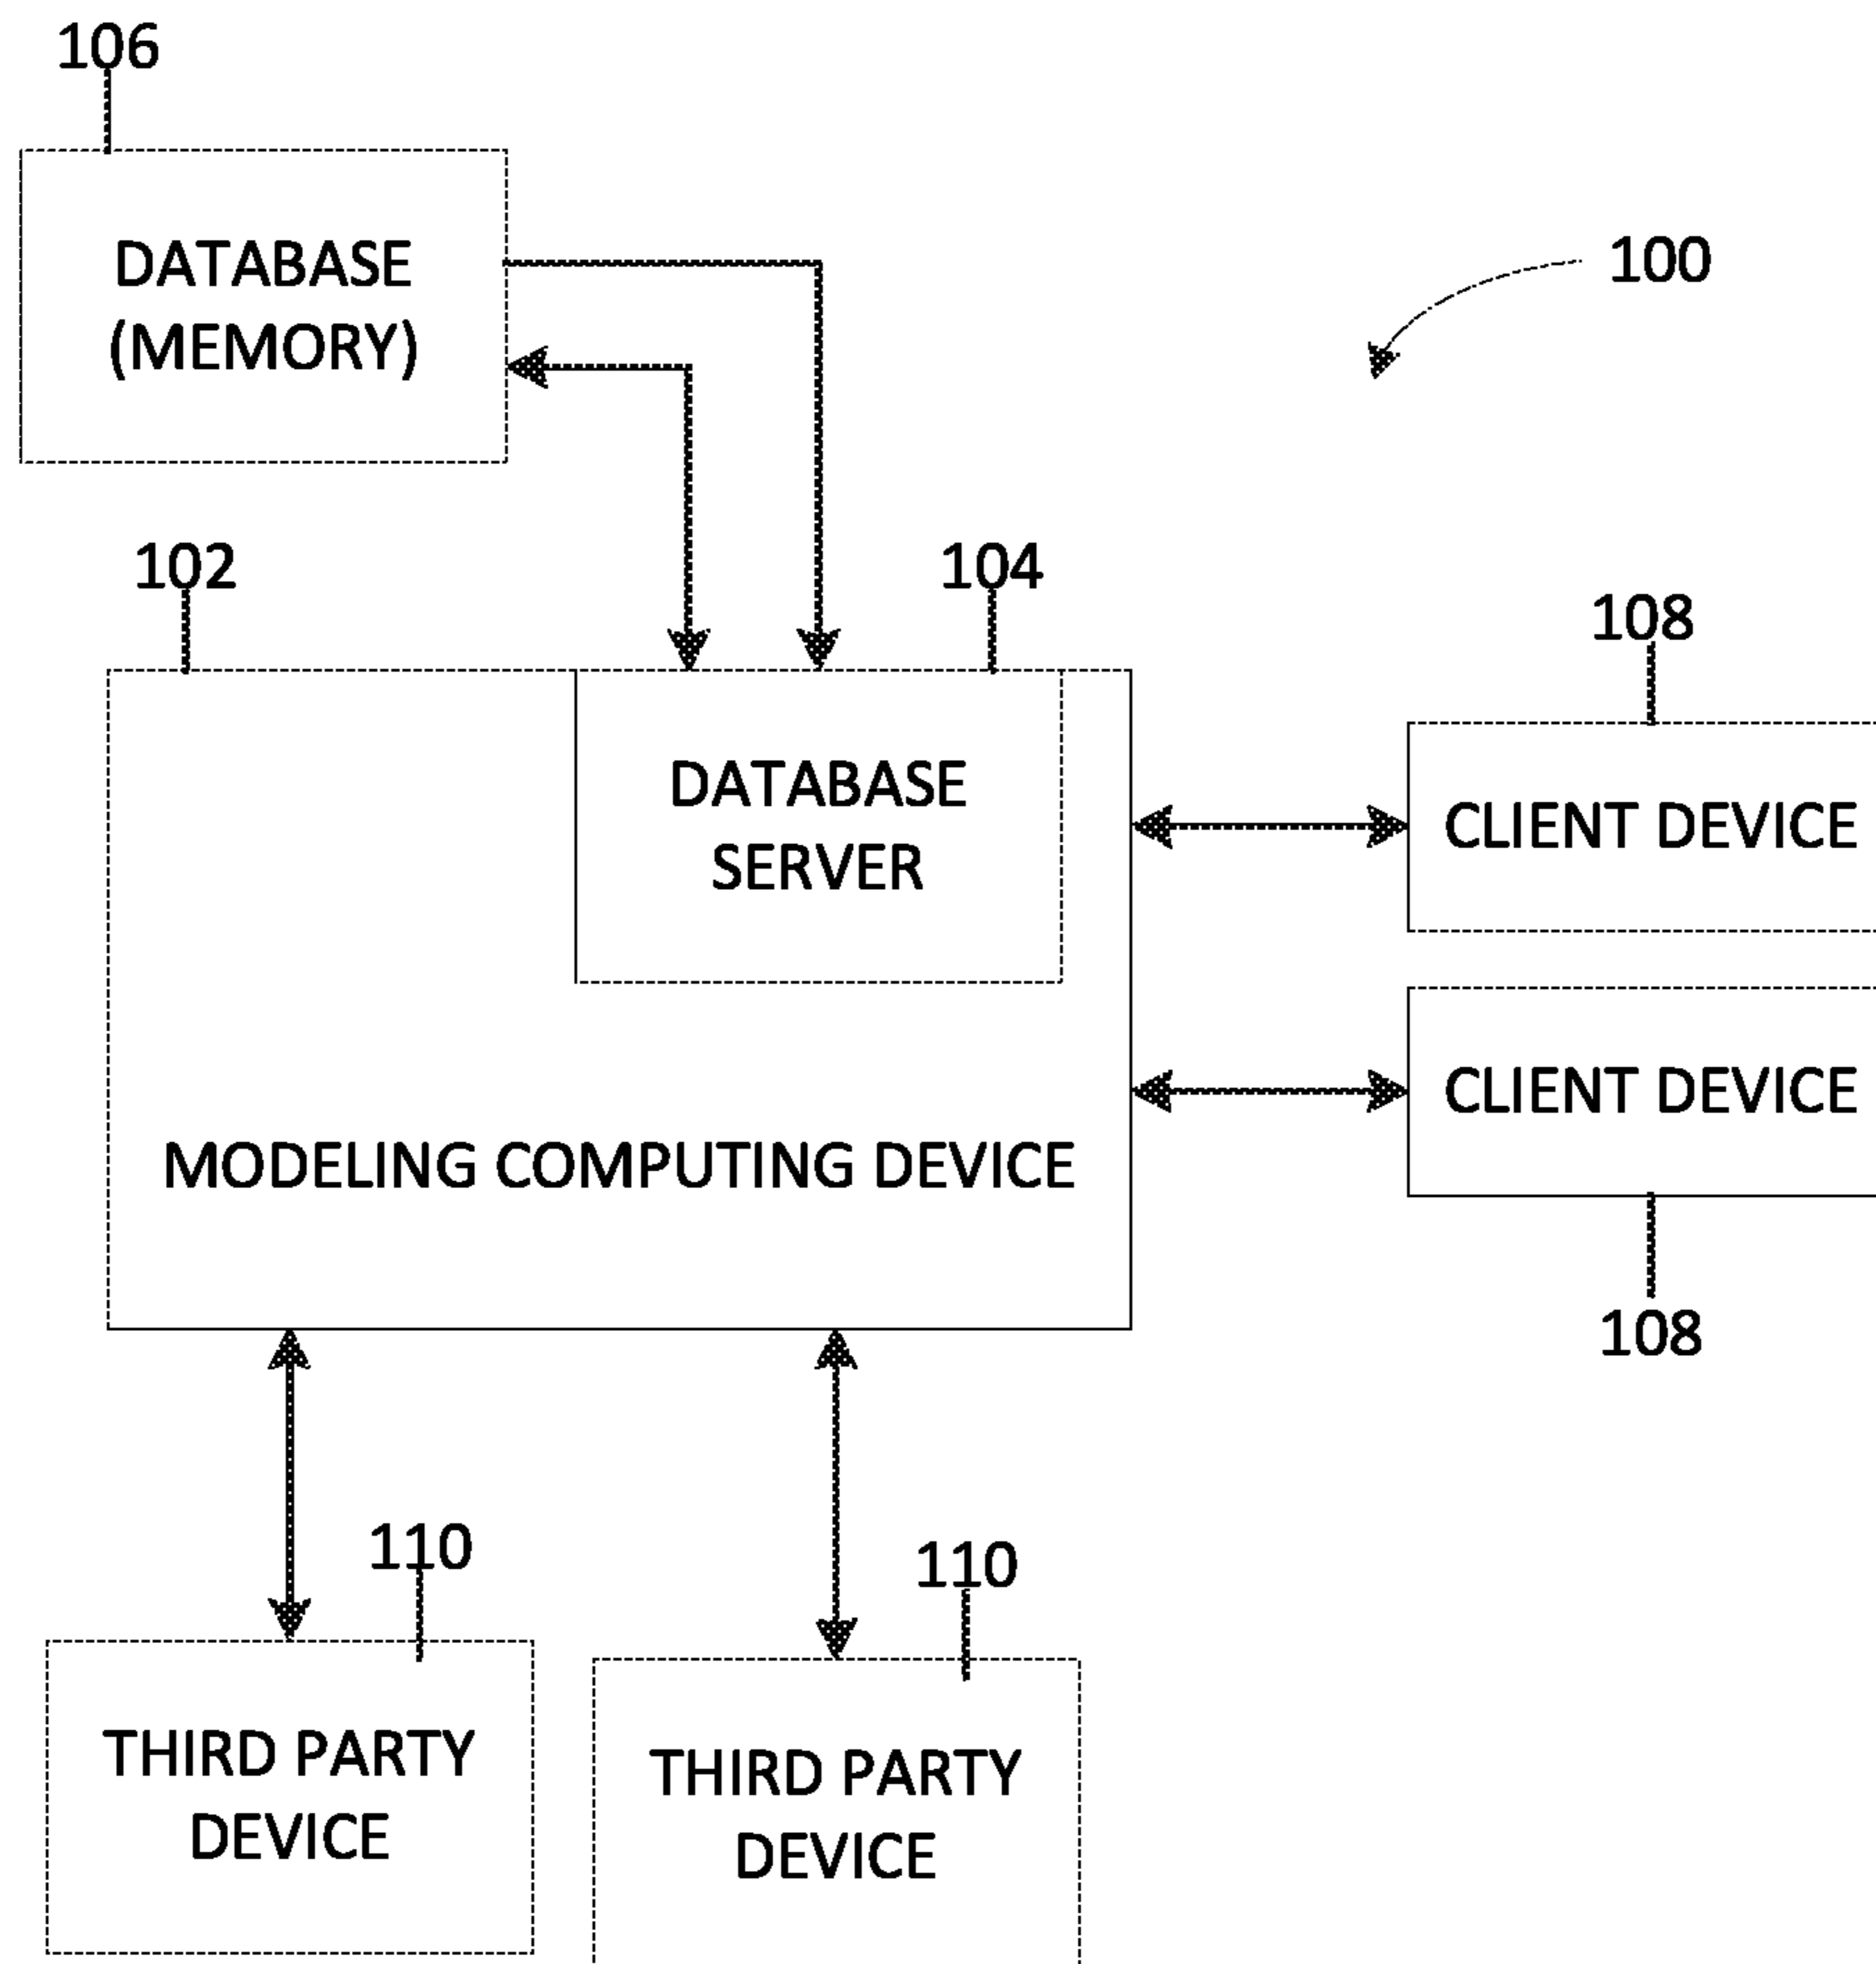 106
DATABASE
(MEMORY)
100
102
104
108
DATABASE
SERVER
CLIENT DEVICE
CLIENT DEVICE
MODELING COMPUTING DEVICE
108
110
110
THIRD PARTY
DEVICE
THIRD PARTY
DEVICE